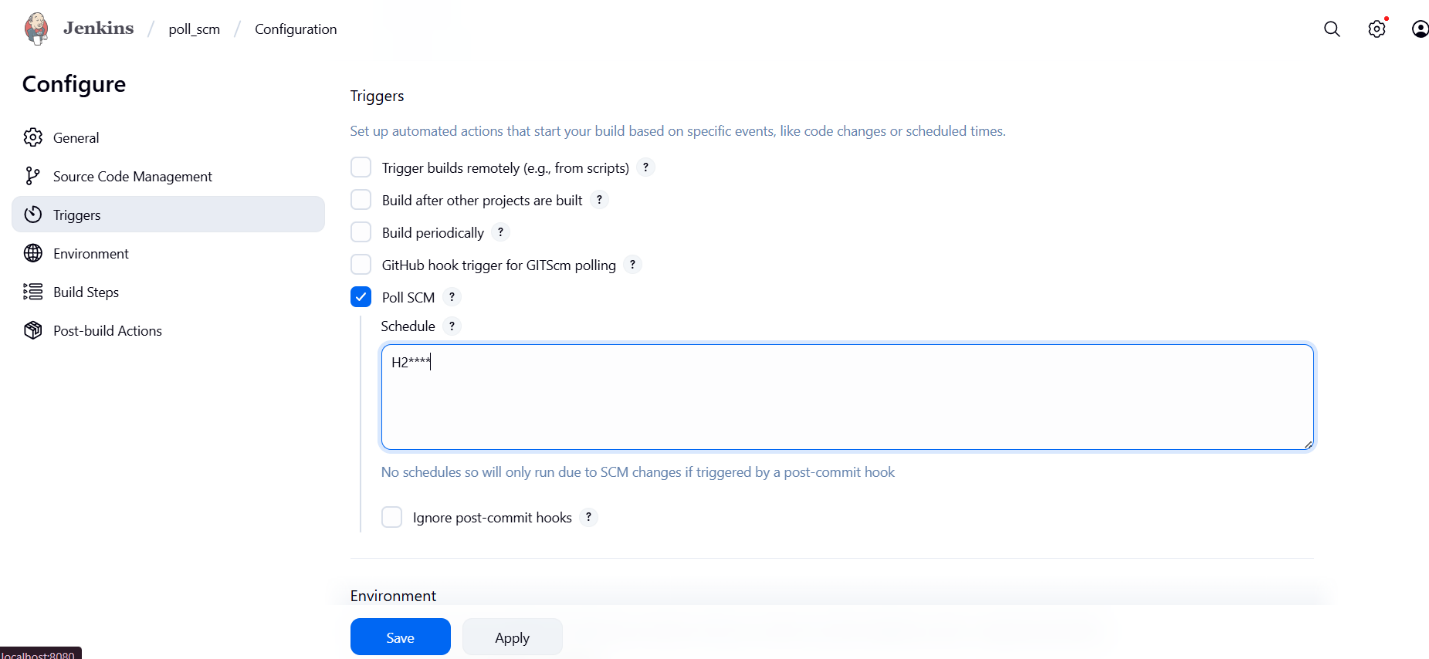 Jenkins / poll_scm / Configuration
Configure
General
Source Code Management
Triggers
Environment
Build Steps
Post-build Actions
Triggers
Set up automated actions that start your build based on specific events, like code changes or scheduled times.
Trigger builds remotely (e.g., from scripts) ?
Build after other projects are built ?
Build periodically ?
GitHub hook trigger for GITScm polling ?
Poll SCM ?
Schedule ?
H2****
No schedules so will only run due to SCM changes if triggered by a post-commit hook
Ignore post-commit hooks ?
Environment
Save Apply
localhost:8080